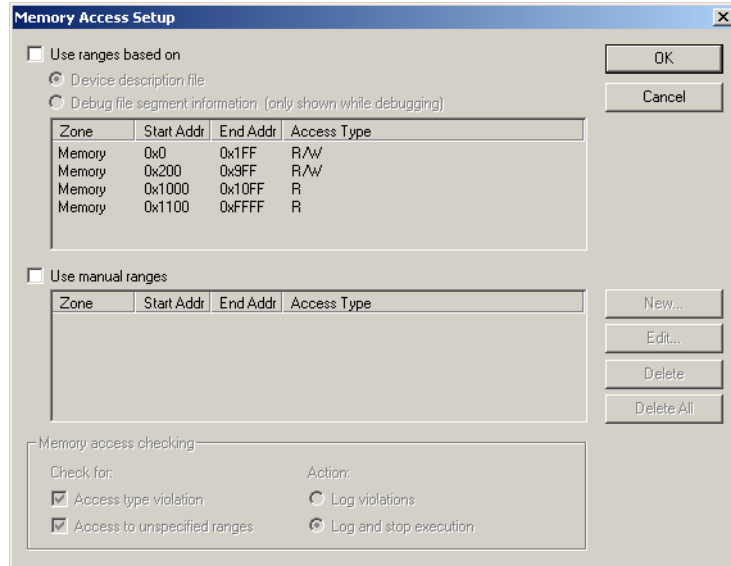 Memory Access Setup
Use ranges based on
OK
Device description file
Debug file segment information (only shown while debugging)
Cancel
Zone Start Addr End Addr Access Type
Memory 0x0 0x1FF R/W
Memory 0x200 0x9FF R/W
Memory 0x1000 0x10FF R
Memory 0x1100 0xFFFF R
Use manual ranges
Zone Start Addr End Addr Access Type
New...
Edit...
Delete
Delete All
Memory access checking
Check for: Action:
Access type violation Log violations
Access to unspecified ranges Log and stop execution